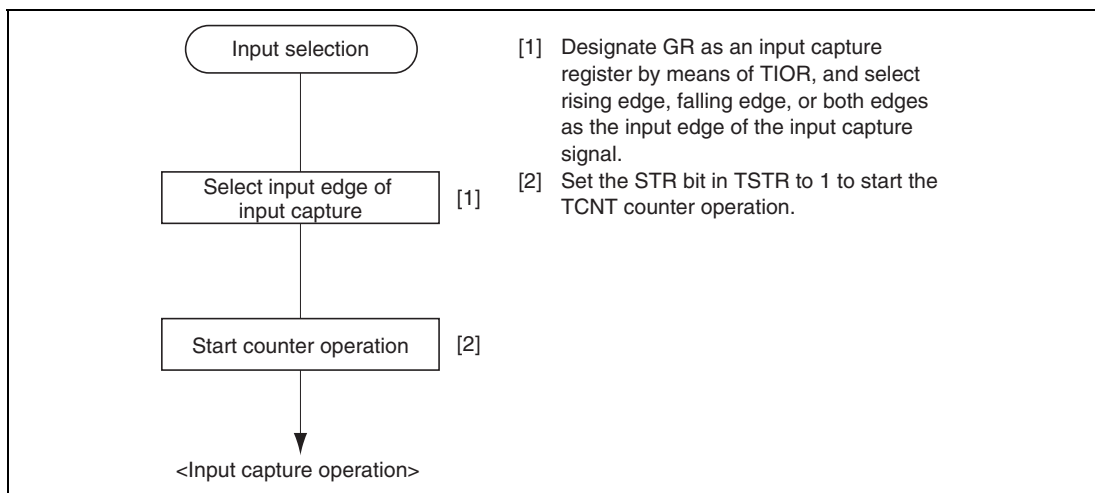 Input selection
Select input edge of
input capture
[1]
Start counter operation
[2]
<Input capture operation>
[1] Designate GR as an input capture
register by means of TIOR, and select
rising edge, falling edge, or both edges
as the input edge of the input capture
signal.
[2] Set the STR bit in TSTR to 1 to start the
TCNT counter operation.